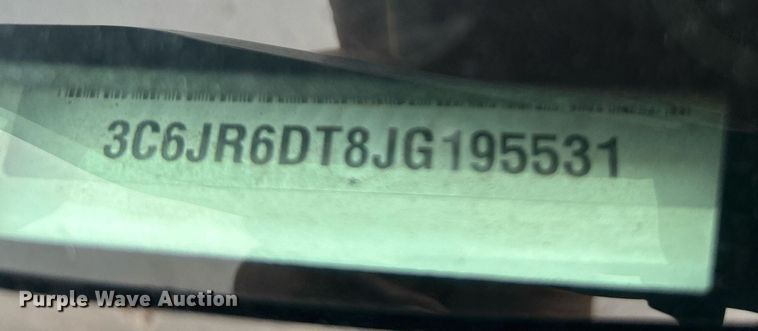 3C6JR6DT8JG195531
Purple Wave Auction